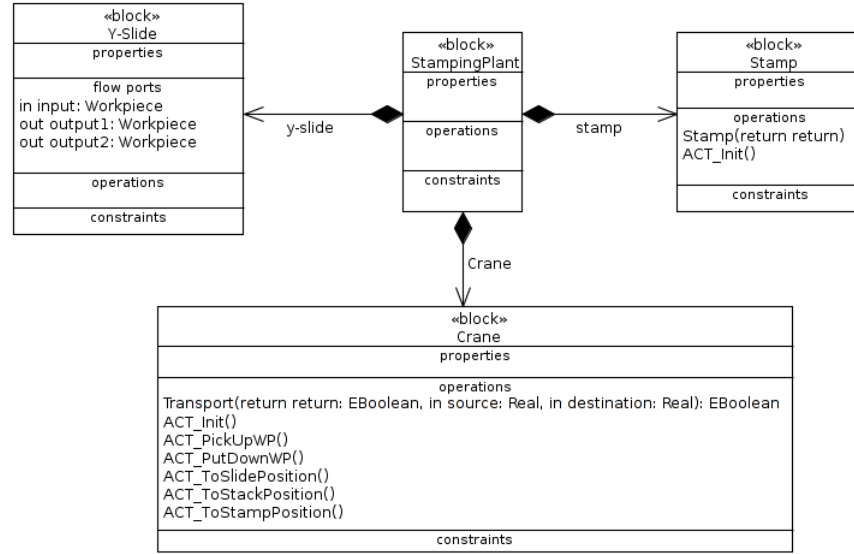 «block»
Y-Slide
properties
flow ports
in input: Workpiece
out output1: Workpiece
out output2: Workpiece
operations
constraints
y-slide
«block»
StampingPlant
properties
operations
constraints
stamp
«block»
Stamp
properties
operations
Stamp(return return)
ACT_Init()
constraints
Crane
«block»
Crane
properties
operations
Transport(return return: EBoolean, in source: Real, in destination: Real): EBoolean
ACT_Init()
ACT_PickUpWP()
ACT_PutDownWP()
ACT_ToSlidePosition()
ACT_ToStackPosition()
ACT_ToStampPosition()
constraints